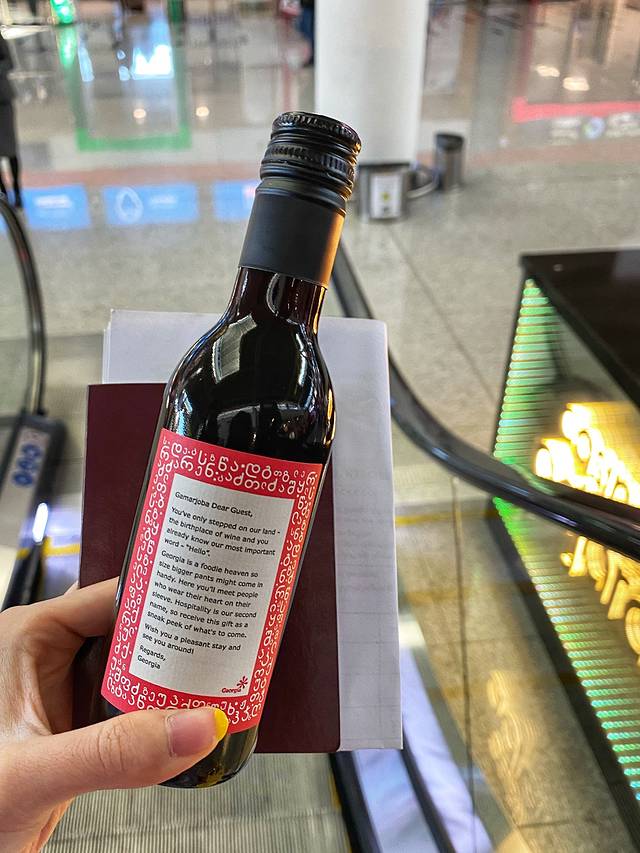 Gamarjoba Dear Guest,
You've only stepped on our land -
the birthplace of wine and you
already know our most important
word - "Hello".
Georgia is a foodie heaven so
size bigger pants might come in
handy. Here you'll meet people
who wear their heart on their
sleeve. Hospitality is our second
name, so receive this gift as a
sneak peek of what's to come.
Wish you a pleasant stay and
see you around!
Regards,
Georgia
Georgia